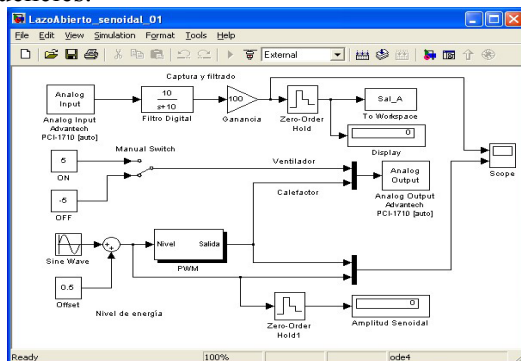 LazoAbierto_senoidal_01
File Edit View Simulation Format Tools Help
External
Captura y filtrado
Analog Input
Analog Input
Advantech
PCI-1710 [auto]
10
s+10
Filtro Digital
100
Ganancia
Zero-Order
Hold
Sal_A
To Workspace
0
Display
Scope
5
ON
Manual Switch
-5
OFF
Ventilador
Calefactor
Analog Output
Analog Output
Advantech
PCI-1710 [auto]
Sine Wave
++
Nivel Salida
PWM
0.5
Offset
Nivel de energía
Zero-Order
Hold1
0
Amplitud Senoidal
Ready 100% ode4